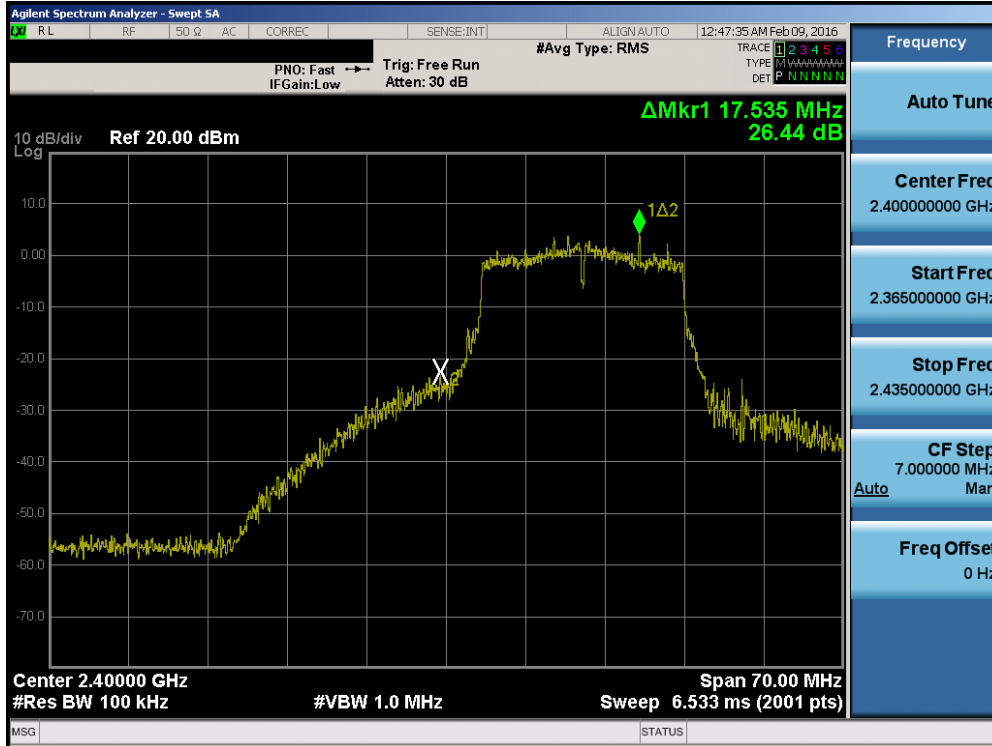 Agilent Spectrum Analyzer - Swept SA
LXI RL RF 50 Ω AC CORREC SENSE:INT ALIGN AUTO 12:47:35 AM Feb 09, 2016
#Avg Type: RMS
TRACE 1 2 3 4 5 6
PNO: Fast Trig: Free Run
TYPE M
IFGain:Low Atten: 30 dB
DET P N N N N N
ΔMkr1 17.535 MHz
26.44 dB
10 dB/div Ref 20.00 dBm
Log
10.0
0.00
-10.0
-20.0
-30.0
-40.0
-50.0
-60.0
-70.0
1Δ2
X
Center 2.40000 GHz Span 70.00 MHz
#Res BW 100 kHz #VBW 1.0 MHz Sweep 6.533 ms (2001 pts)
MSG STATUS
Frequency
Auto Tune
Center Freq
2.400000000 GHz
Start Freq
2.365000000 GHz
Stop Freq
2.435000000 GHz
CF Step
7.000000 MHz
Auto Man
Freq Offset
0 Hz